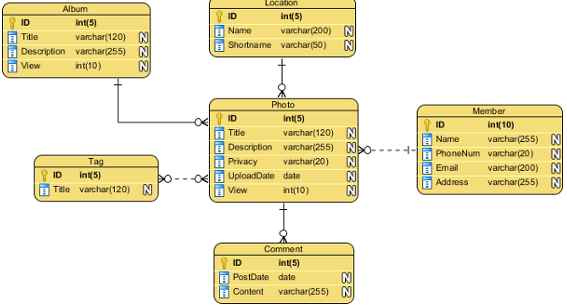 Album
ID int(5)
Title varchar(120) N
Description varchar(255) N
View int(10) N
Location
ID int(5)
Name varchar(200) N
Shortname varchar(50) N
Photo
ID int(5)
Title varchar(120) N
Description varchar(255) N
Privacy varchar(20) N
UploadDate date N
View int(10) N
Member
ID int(10)
Name varchar(255) N
PhoneNum varchar(20) N
Email varchar(200) N
Address varchar(255) N
Tag
ID int(5)
Title varchar(120) N
Comment
ID int(5)
PostDate date N
Content varchar(255) N